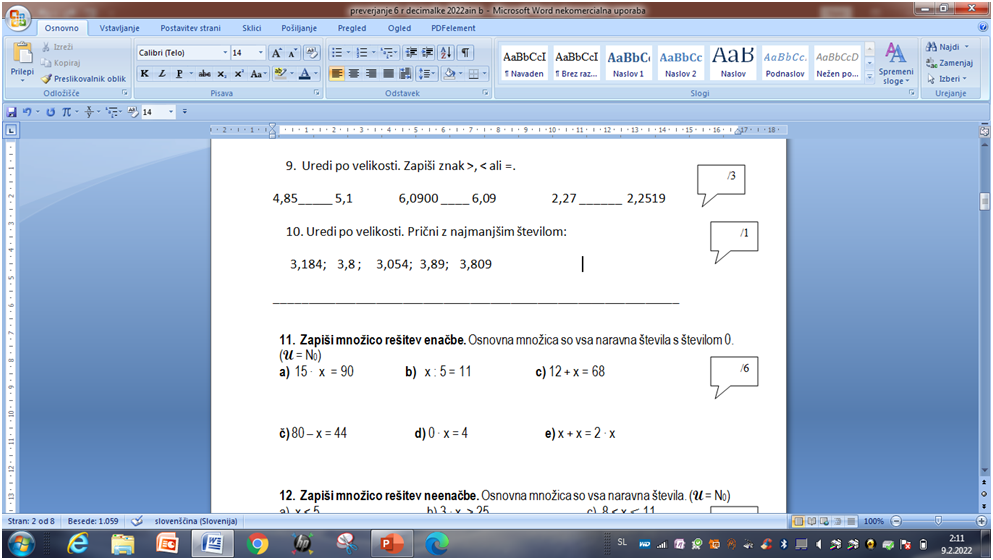 preverjanje 6 r decimalke 2022ain b - Microsoft Word nekomercialna uporaba
Osnovno Vstavljanje Postavitev strani Sklici Pošiljanje Pregled Ogled PDFelement
Prilepi
Izreži
Kopiraj
Preslikovalnik oblik
Odložišče
Calibri (Telo) 14
Pisava
Odstavek
AaBbCcI AaBbCcI AaBbC AaBbCc AaB AaBbCcI AaBbCcI
¶ Navaden ¶ Brez raz... Naslov 1 Naslov 2 Naslov Podnaslov Nežen po...
Slogi
Spremeni sloge
Najdi
Zamenjaj
Izberi
Urejanje
14
9. Uredi po velikosti. Zapiši znak >, < ali =.
/3
4,85_____ 5,1 6,0900 ____ 6,09 2,27 ______ 2,2519
10. Uredi po velikosti. Prični z najmanjšim številom:
/1
3,184; 3,8 ; 3,054; 3,89; 3,809
11. Zapiši množico rešitev enačbe. Osnovna množica so vsa naravna števila s številom 0.
(𝒰 = N0)
/6
a) 15 · x = 90 b) x : 5 = 11 c) 12 + x = 68
č) 80 – x = 44 d) 0 · x = 4 e) x + x = 2 · x
12. Zapiši množico rešitev neenačbe. Osnovna množica so vsa naravna števila. (𝒰 = N0)
a) x < 5 b) 3 · x > 25 c) 8 < x < 11
Stran: 2 od 8 Besede: 1.059 slovenščina (Slovenija) 100%
SL 2:11
9.2.2022